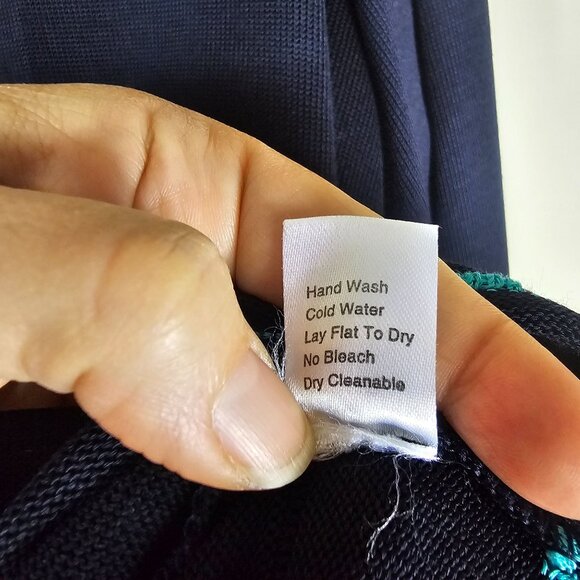 Hand Wash
Cold Water
Lay Flat To Dry
No Bleach
Dry Cleanable